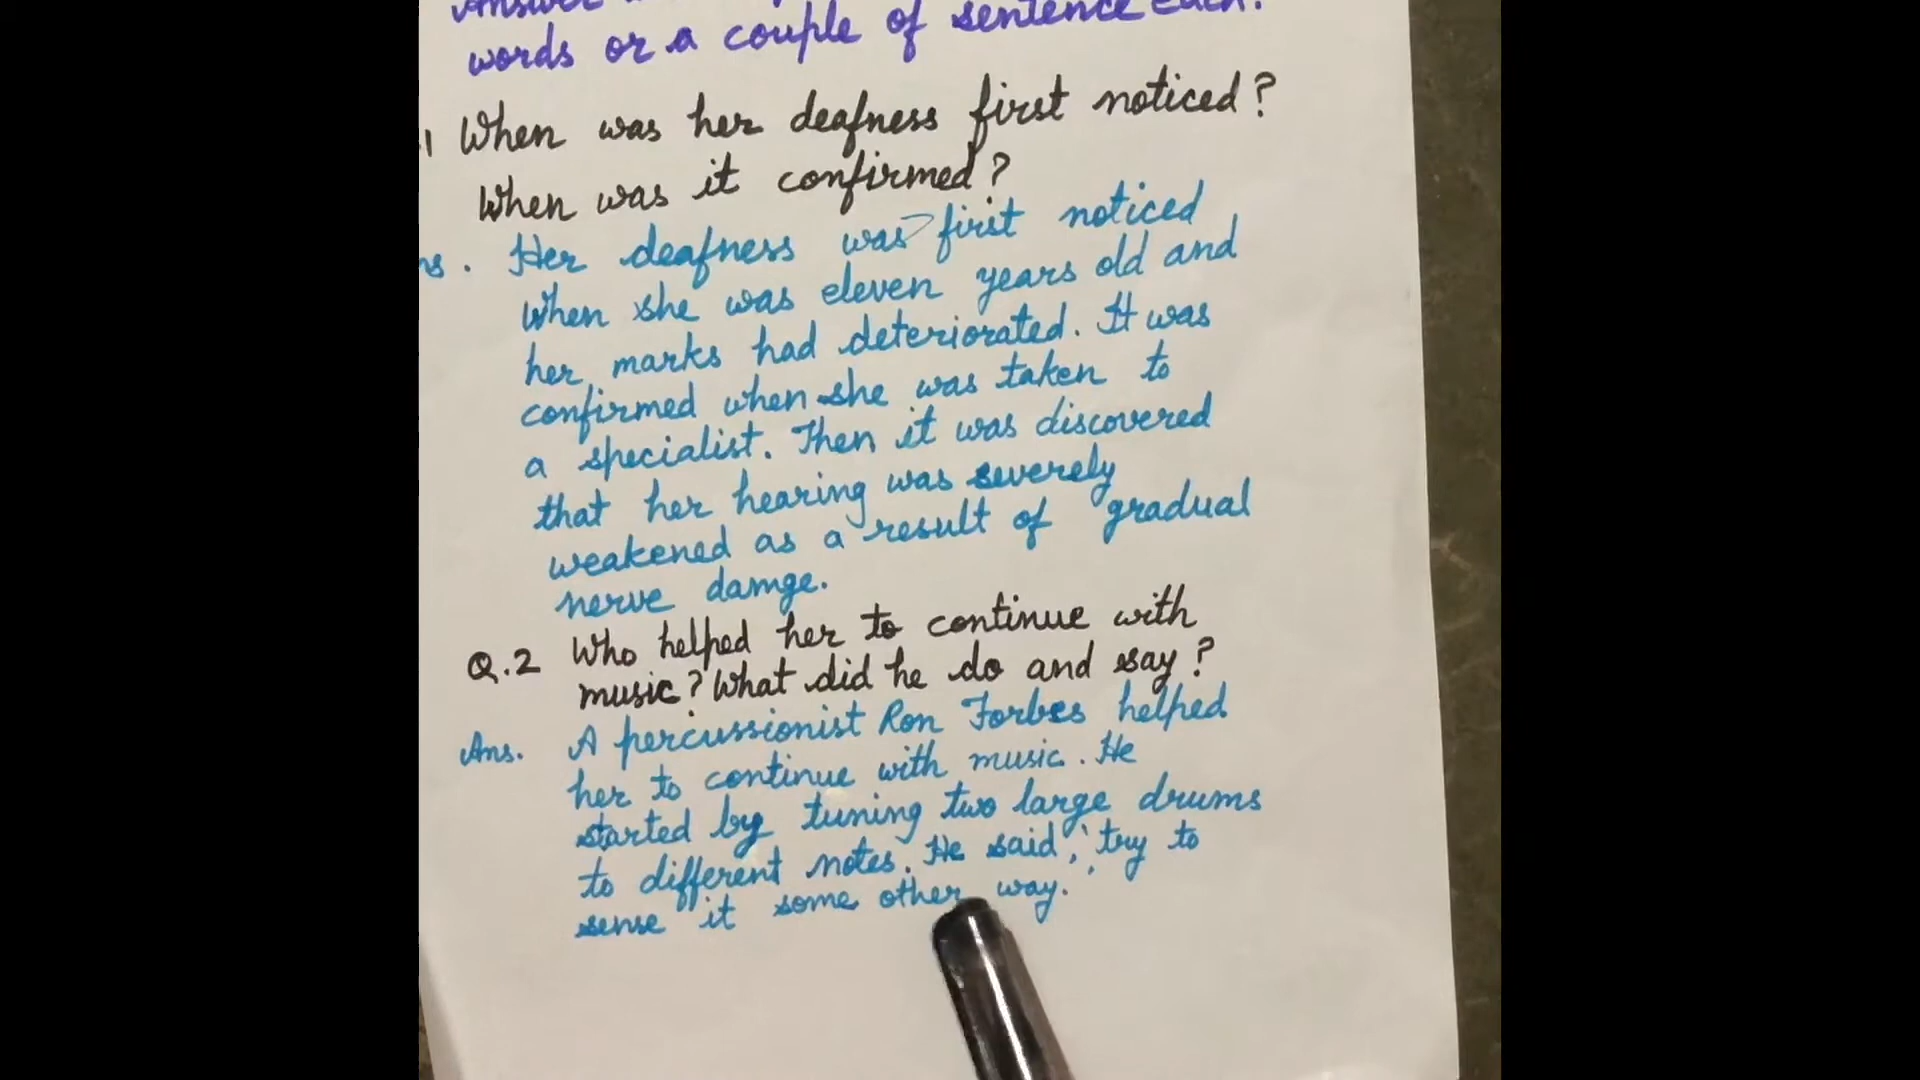 words or a couple of sentence each.
1 When was her deafness first noticed?
When was it confirmed?
ns. Her deafness was first noticed
when she was eleven years old and
her marks had deteriorated. It was
confirmed when she was taken to
a specialist. Then it was discovered
that her hearing was severely
weakened as a result of gradual
nerve damge.
Q.2 Who helped her to continue with
music? What did he do and say?
Ans. A percussionist Ron Forbes helped
her to continue with music. He
started by tuning two large drums
to different notes. He said, 'try to
sense it some other way.'